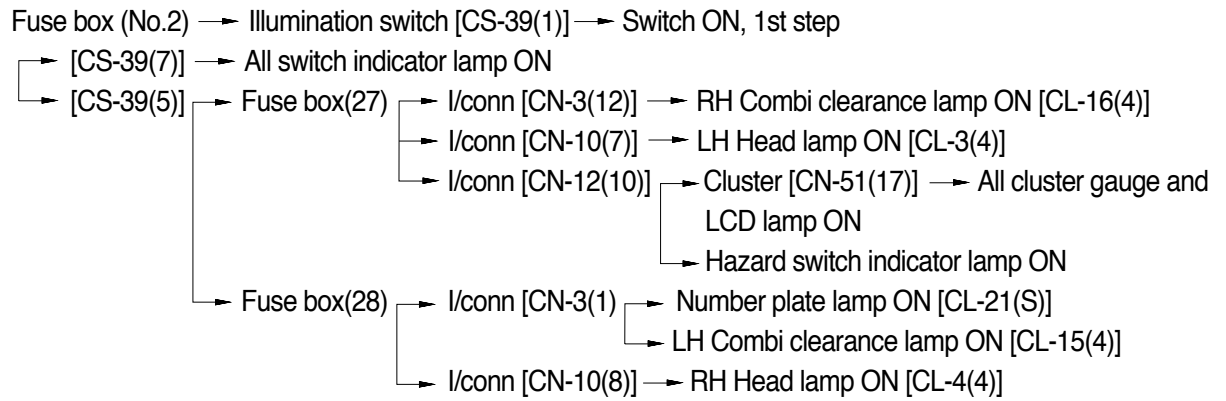 Fuse box (No.2) → Illumination switch [CS-39(1)] → Switch ON, 1st step
[CS-39(7)] → All switch indicator lamp ON
[CS-39(5)] → Fuse box(27) → I/conn [CN-3(12)] → RH Combi clearance lamp ON [CL-16(4)]
I/conn [CN-10(7)] → LH Head lamp ON [CL-3(4)]
I/conn [CN-12(10)] → Cluster [CN-51(17)] → All cluster gauge and
LCD lamp ON
Hazard switch indicator lamp ON
Fuse box(28) → I/conn [CN-3(1) → Number plate lamp ON [CL-21(S)]
LH Combi clearance lamp ON [CL-15(4)]
I/conn [CN-10(8)] → RH Head lamp ON [CL-4(4)]